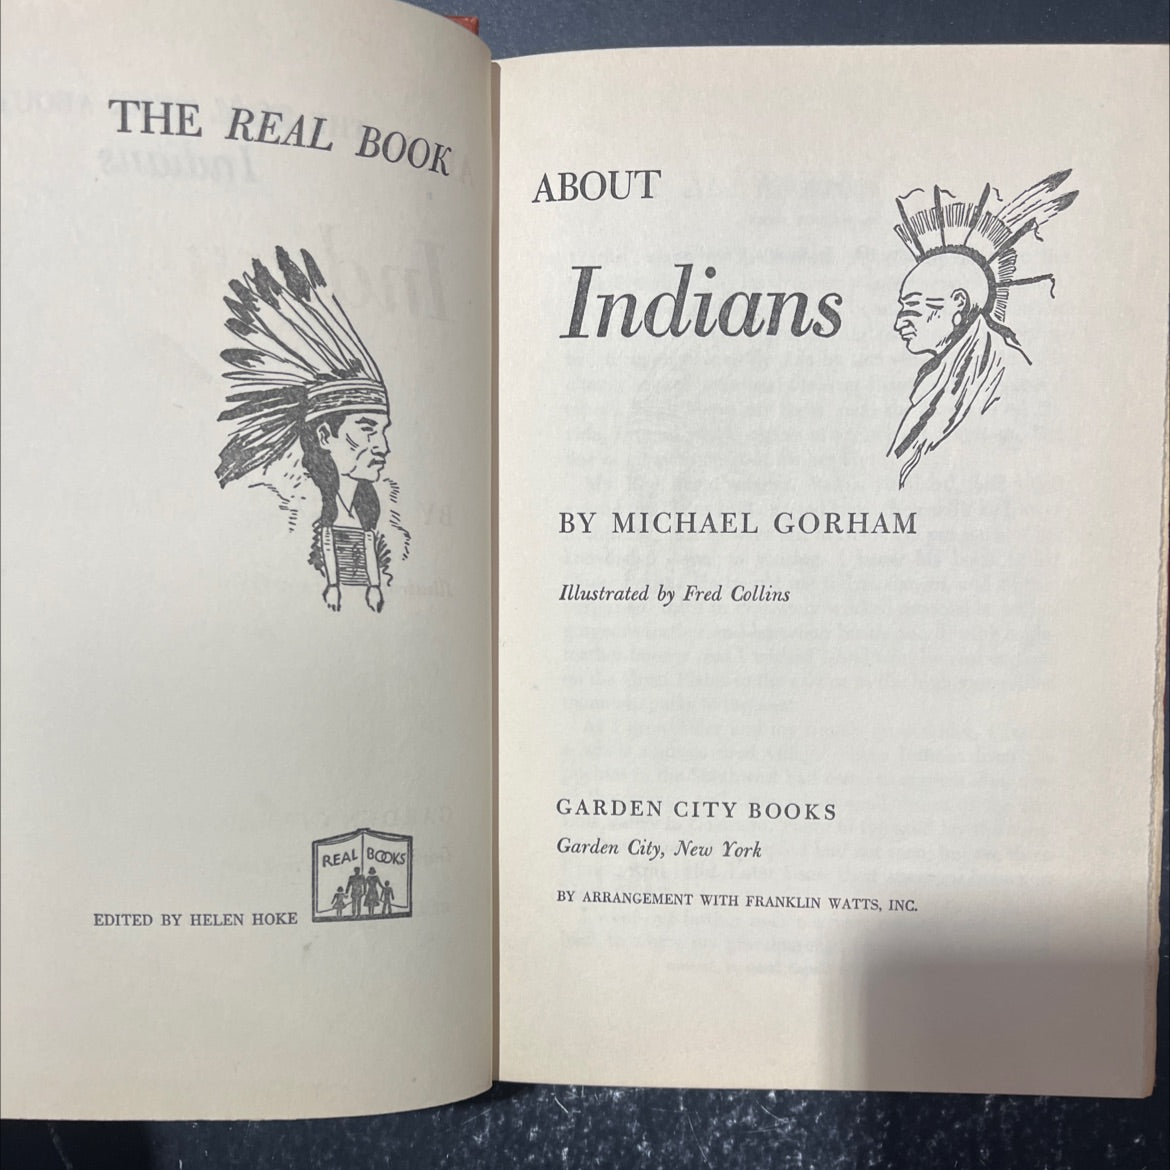 THE REAL BOOK
ABOUT
Indians
BY MICHAEL GORHAM
Illustrated by Fred Collins
REAL BOOKS
EDITED BY HELEN HOKE
GARDEN CITY BOOKS
Garden City, New York
BY ARRANGEMENT WITH FRANKLIN WATTS, INC.